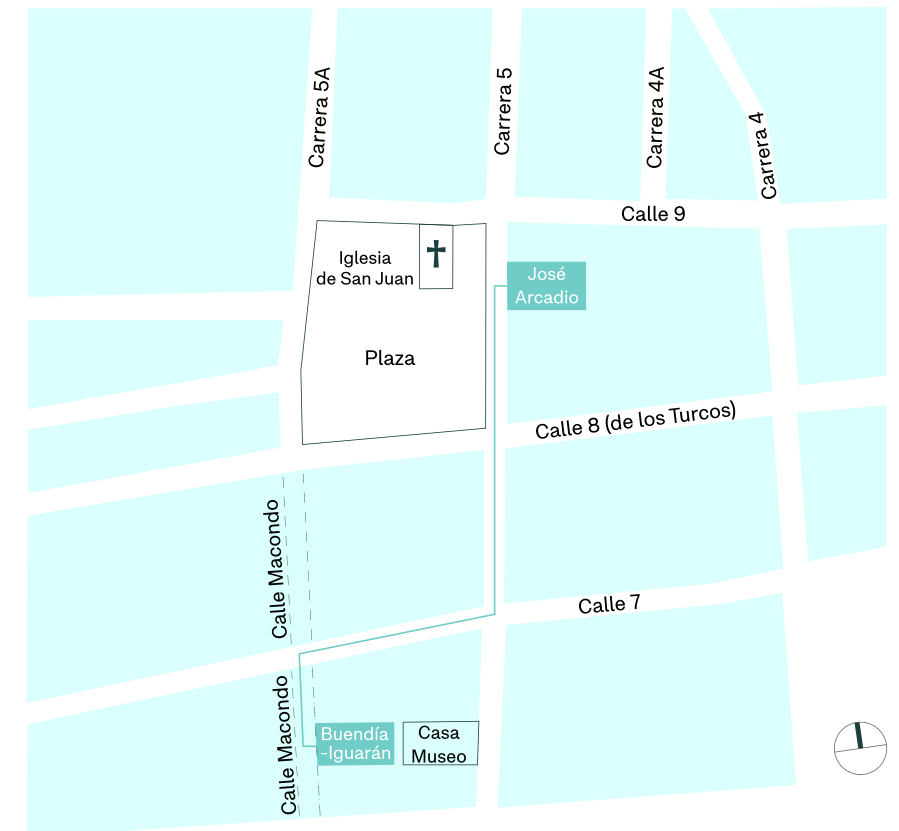 Carrera 5A
Carrera 5
Carrera 4A
Carrera 4
Calle 9
Iglesia
de San Juan
José
Arcadio
Plaza
Calle 8 (de los Turcos)
Calle Macondo
Calle 7
Calle Macondo
Buendía
-Iguarán
Casa
Museo